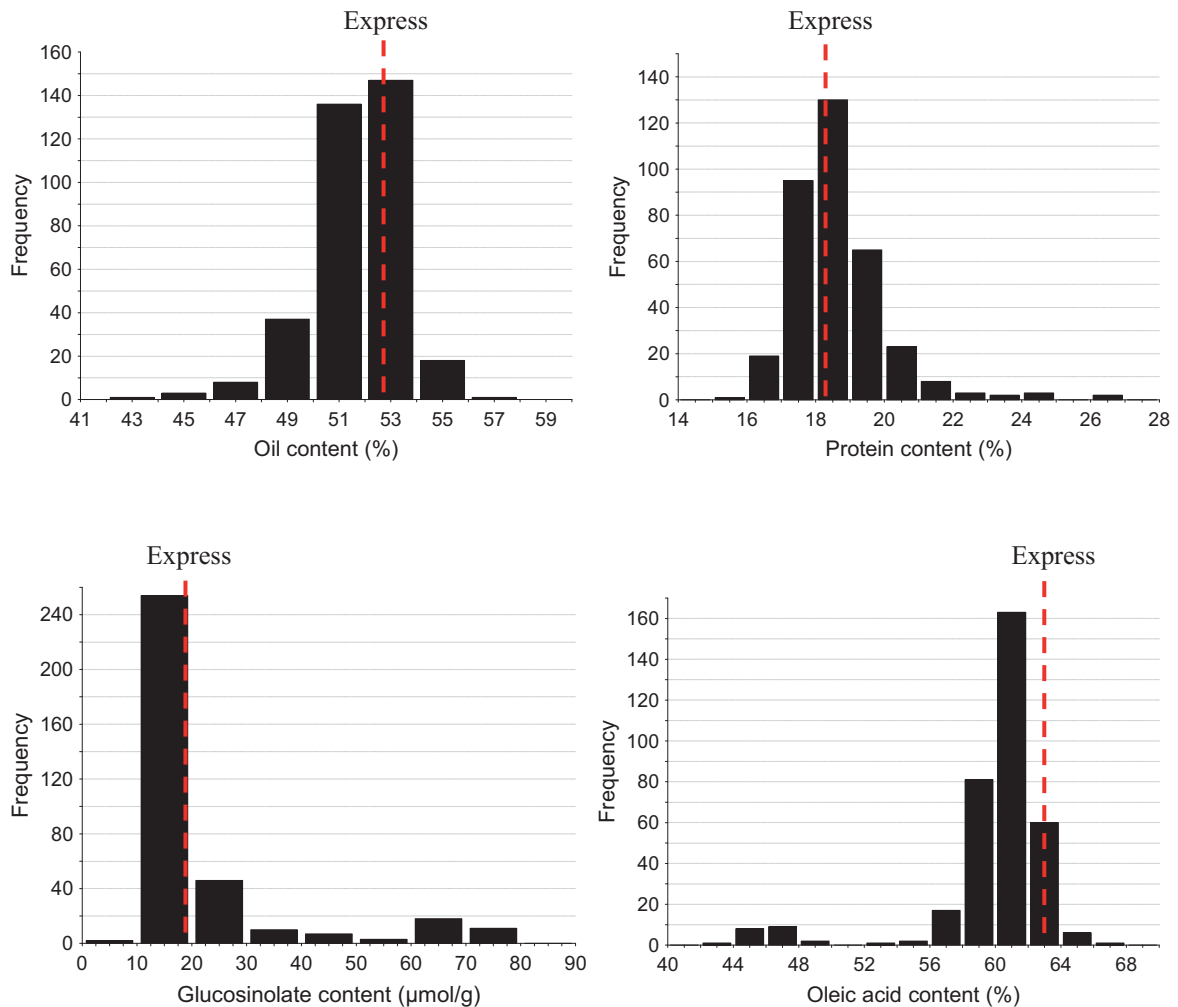 Express
160
140
120
100
80
60
40
20
0
Frequency
41 43 45 47 49 51 53 55 57 59
Oil content (%)
Express
140
120
100
80
60
40
20
0
Frequency
14 16 18 20 22 24 26 28
Protein content (%)
Express
240
200
160
120
80
40
0
Frequency
0 10 20 30 40 50 60 70 80 90
Glucosinolate content (µmol/g)
Express
160
140
120
100
80
60
40
20
0
Frequency
40 44 48 52 56 60 64 68
Oleic acid content (%)